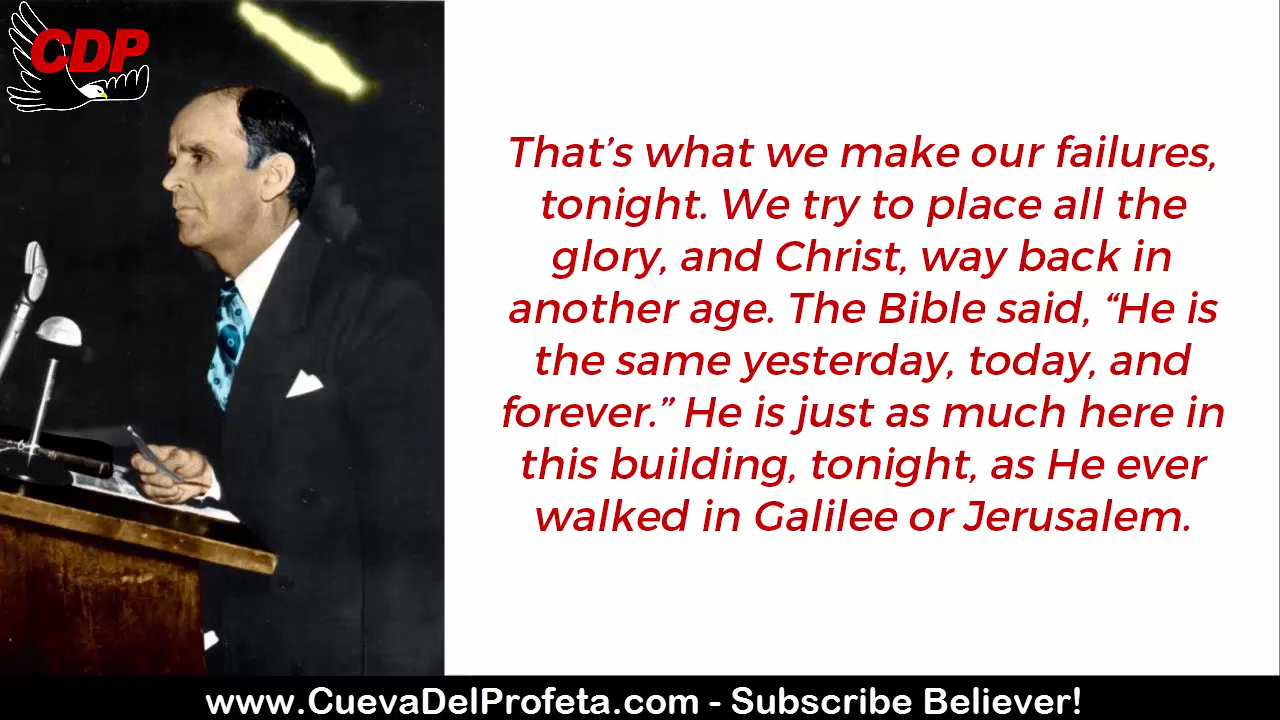 CDP
That’s what we make our failures,
tonight. We try to place all the
glory, and Christ, way back in
another age. The Bible said, “He is
the same yesterday, today, and
forever.” He is just as much here in
this building, tonight, as He ever
walked in Galilee or Jerusalem.
www.CuevaDelProfeta.com - Subscribe Believer!